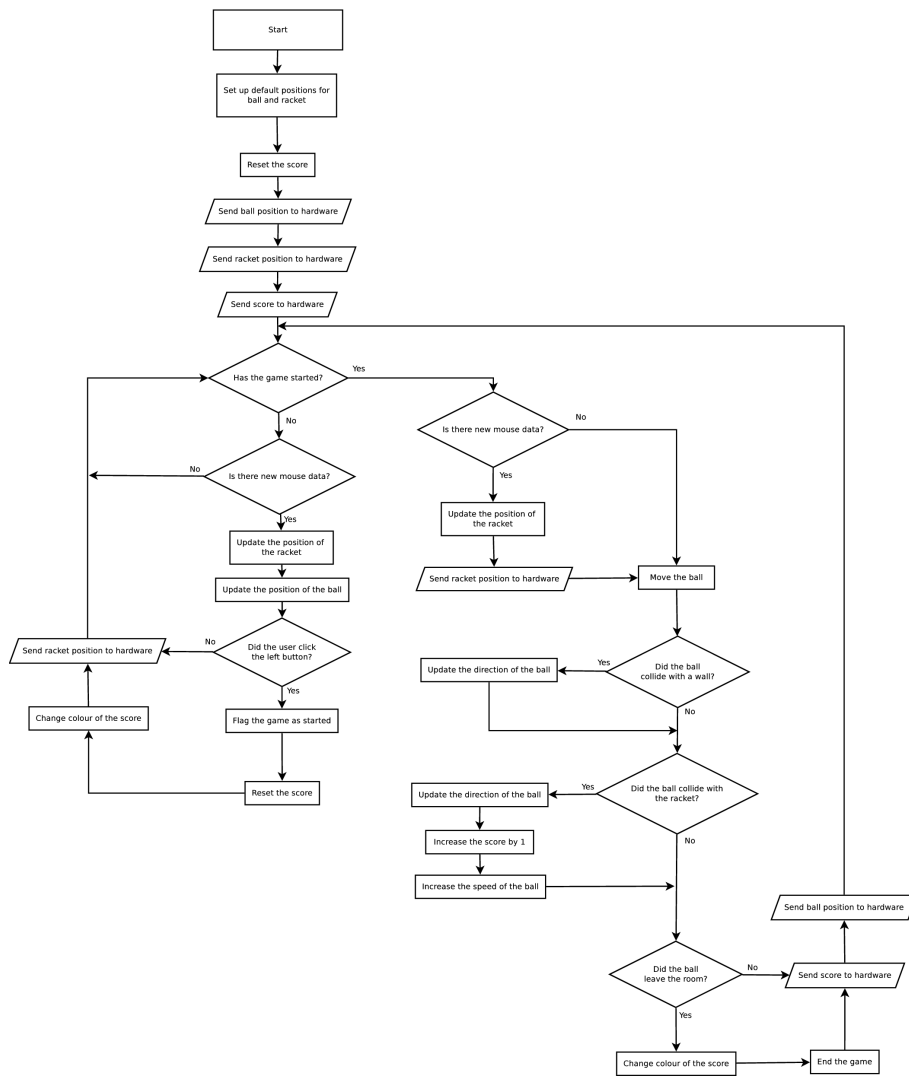 Start
Set up default positions for
ball and racket
Reset the score
Send ball position to hardware
Send racket position to hardware
Send score to hardware
Has the game started?
Yes
No
Is there new mouse data?
No
Yes
Update the position of
the racket
Update the position of the ball
Did the user click
the left button?
No
Yes
Send racket position to hardware
Flag the game as started
Change colour of the score
Reset the score
Is there new mouse data?
No
Yes
Update the position of
the racket
Send racket position to hardware
Move the ball
Did the ball
collide with a wall?
Yes
No
Update the direction of the ball
Did the ball collide with
the racket?
Yes
No
Update the direction of the ball
Increase the score by 1
Increase the speed of the ball
Did the ball
leave the room?
No
Yes
Send ball position to hardware
Send score to hardware
Change colour of the score
End the game